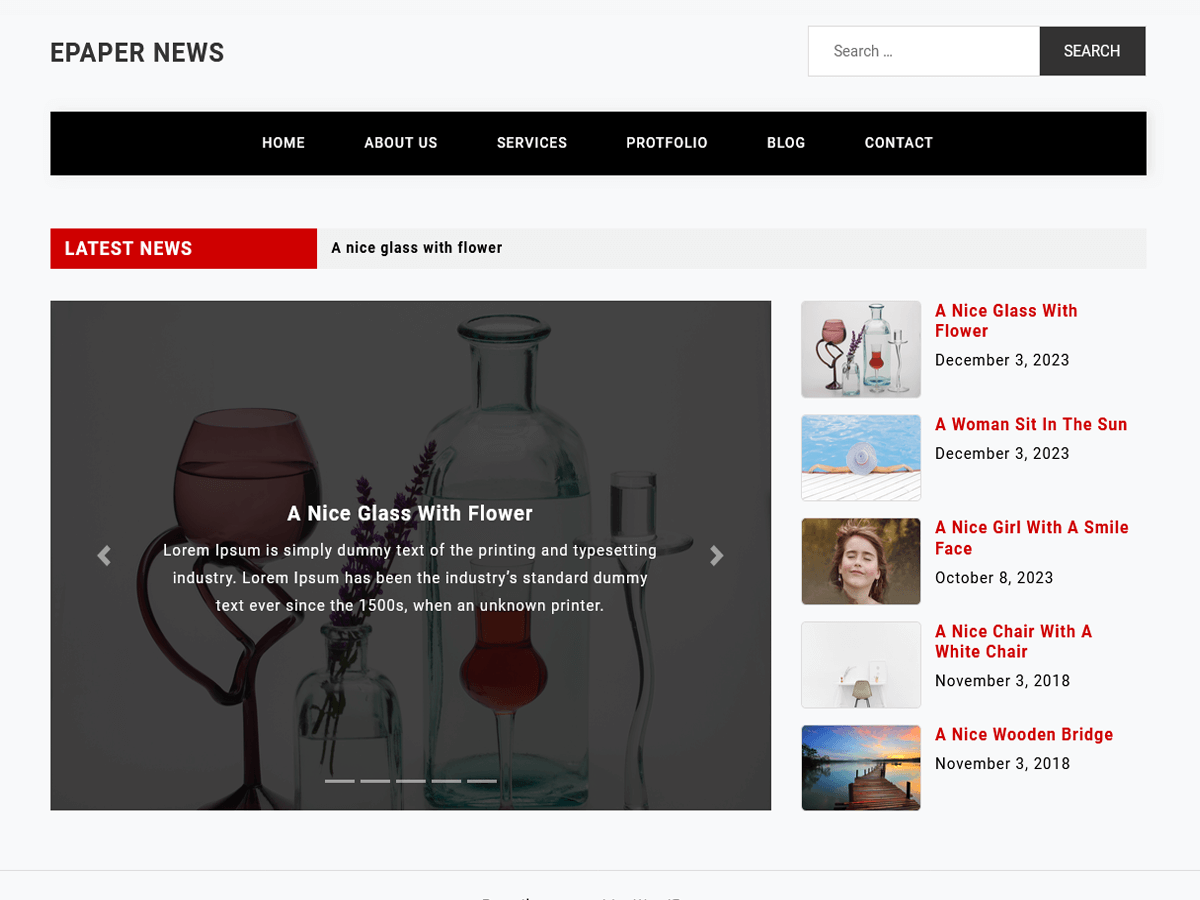 EPAPER NEWS
Search …
SEARCH
HOME
ABOUT US
SERVICES
PROTFOLIO
BLOG
CONTACT
LATEST NEWS
A nice glass with flower
A Nice Glass With Flower
Lorem Ipsum is simply dummy text of the printing and typesetting
industry. Lorem Ipsum has been the industry’s standard dummy
text ever since the 1500s, when an unknown printer.
A Nice Glass With
Flower
December 3, 2023
A Woman Sit In The Sun
December 3, 2023
A Nice Girl With A Smile
Face
October 8, 2023
A Nice Chair With A
White Chair
November 3, 2018
A Nice Wooden Bridge
November 3, 2018